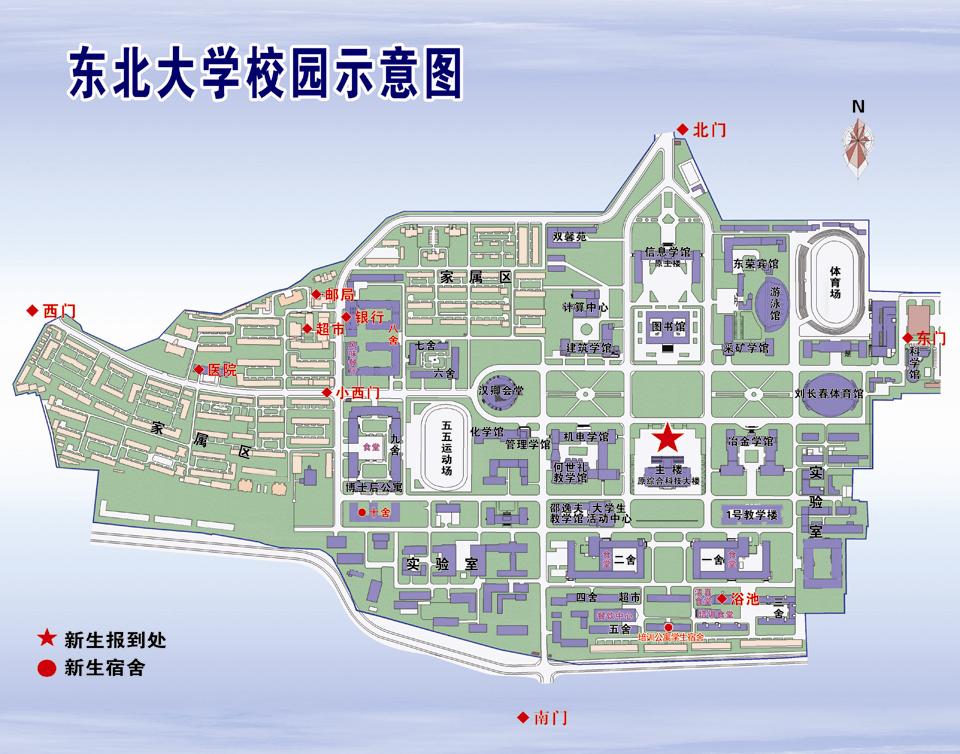 东北大学校园示意图
N
北门
双馨苑
信息学馆
原主楼
东荣宾馆
体育场
家属区
游泳馆
邮局
西门
银行
计算中心
图书馆
超市
八舍
东门
七舍
建筑学馆
采矿学馆
科学馆
医院
六舍
小西门
汉卿会堂
刘长春体育馆
家属区
九舍
食堂
五五运动场
化学馆
管理学馆
机电学馆
冶金学馆
何世礼
教学馆
主楼
原综合科技大楼
实验室
博士后公寓
十舍
邵逸夫
教学馆
大学生
活动中心
1号教学楼
实验室
食堂
二舍
一舍
食堂
四舍
超市
浴池
三舍
五舍
培训公寓学生宿舍
新生报到处
新生宿舍
南门